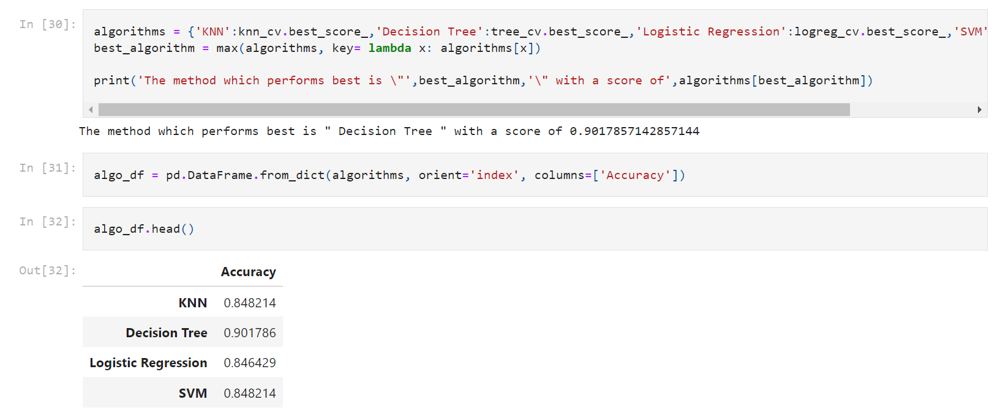 In [30]:
algorithms = {'KNN':knn_cv.best_score_,'Decision Tree':tree_cv.best_score_,'Logistic Regression':logreg_cv.best_score_,'SVM'
best_algorithm = max(algorithms, key= lambda x: algorithms[x])
print('The method which performs best is \"',best_algorithm,'\" with a score of',algorithms[best_algorithm])
The method which performs best is " Decision Tree " with a score of 0.9017857142857144
In [31]:
algo_df = pd.DataFrame.from_dict(algorithms, orient='index', columns=['Accuracy'])
In [32]:
algo_df.head()
Out[32]:
Accuracy
KNN 0.848214
Decision Tree 0.901786
Logistic Regression 0.846429
SVM 0.848214